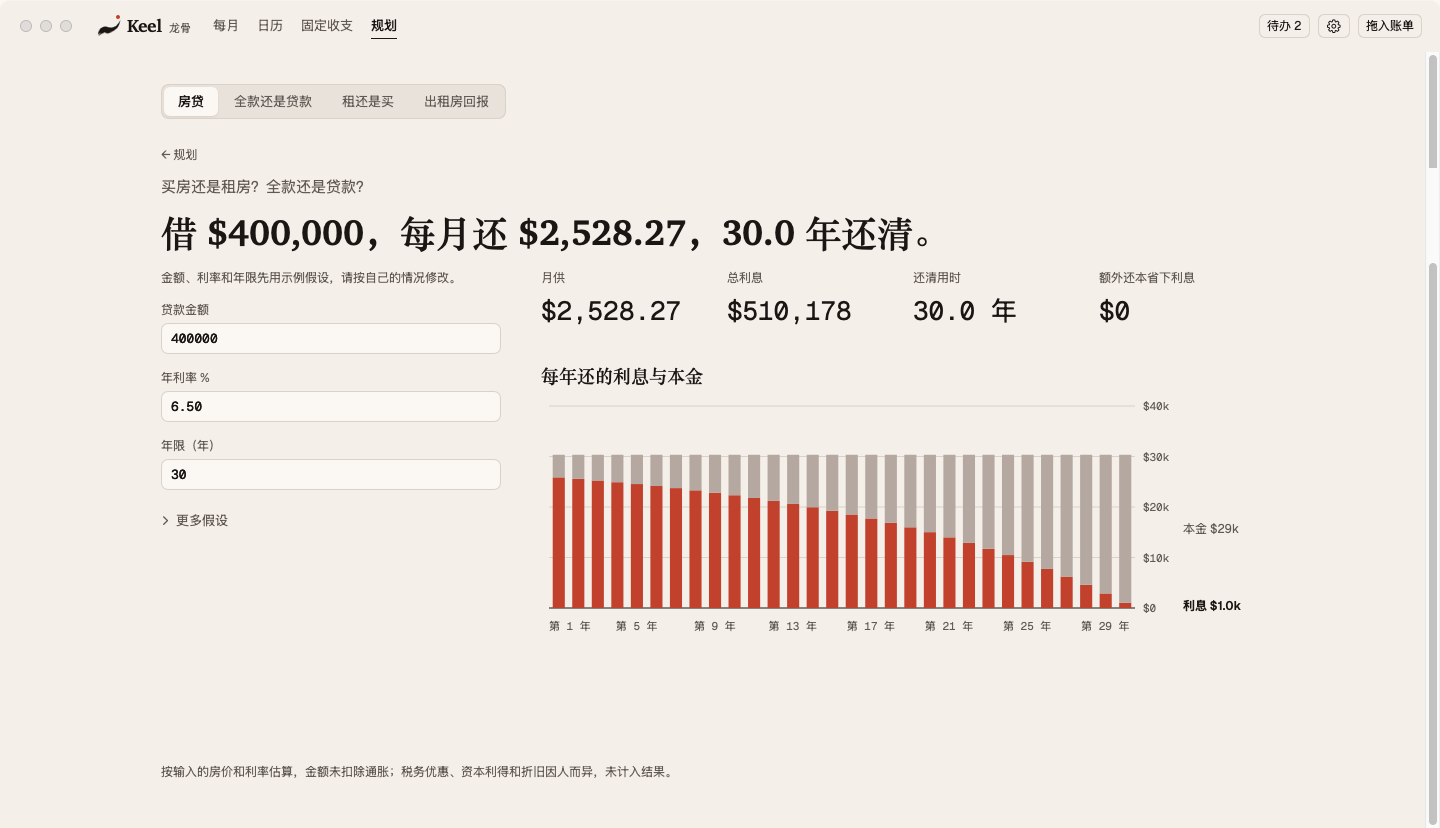 Keel 龙骨 每月 日历 固定收支 规划 待办 2 拖入账单
房贷 全款还是贷款 租还是买 出租房回报
← 规划
买房还是租房？全款还是贷款？
借 $400,000，每月还 $2,528.27，30.0 年还清。
金额、利率和年限先用示例假设，请按自己的情况修改。
贷款金额
400000
年利率 %
6.50
年限（年）
30
更多假设
月供 总利息 还清用时 额外还本省下利息
$2,528.27 $510,178 30.0 年 $0
每年还的利息与本金
$40k
$30k
$20k
本金 $29k
$10k
$0 利息 $1.0k
第 1 年 第 5 年 第 9 年 第 13 年 第 17 年 第 21 年 第 25 年 第 29 年
按输入的房价和利率估算，金额未扣除通胀；税务优惠、资本利得和折旧因人而异，未计入结果。